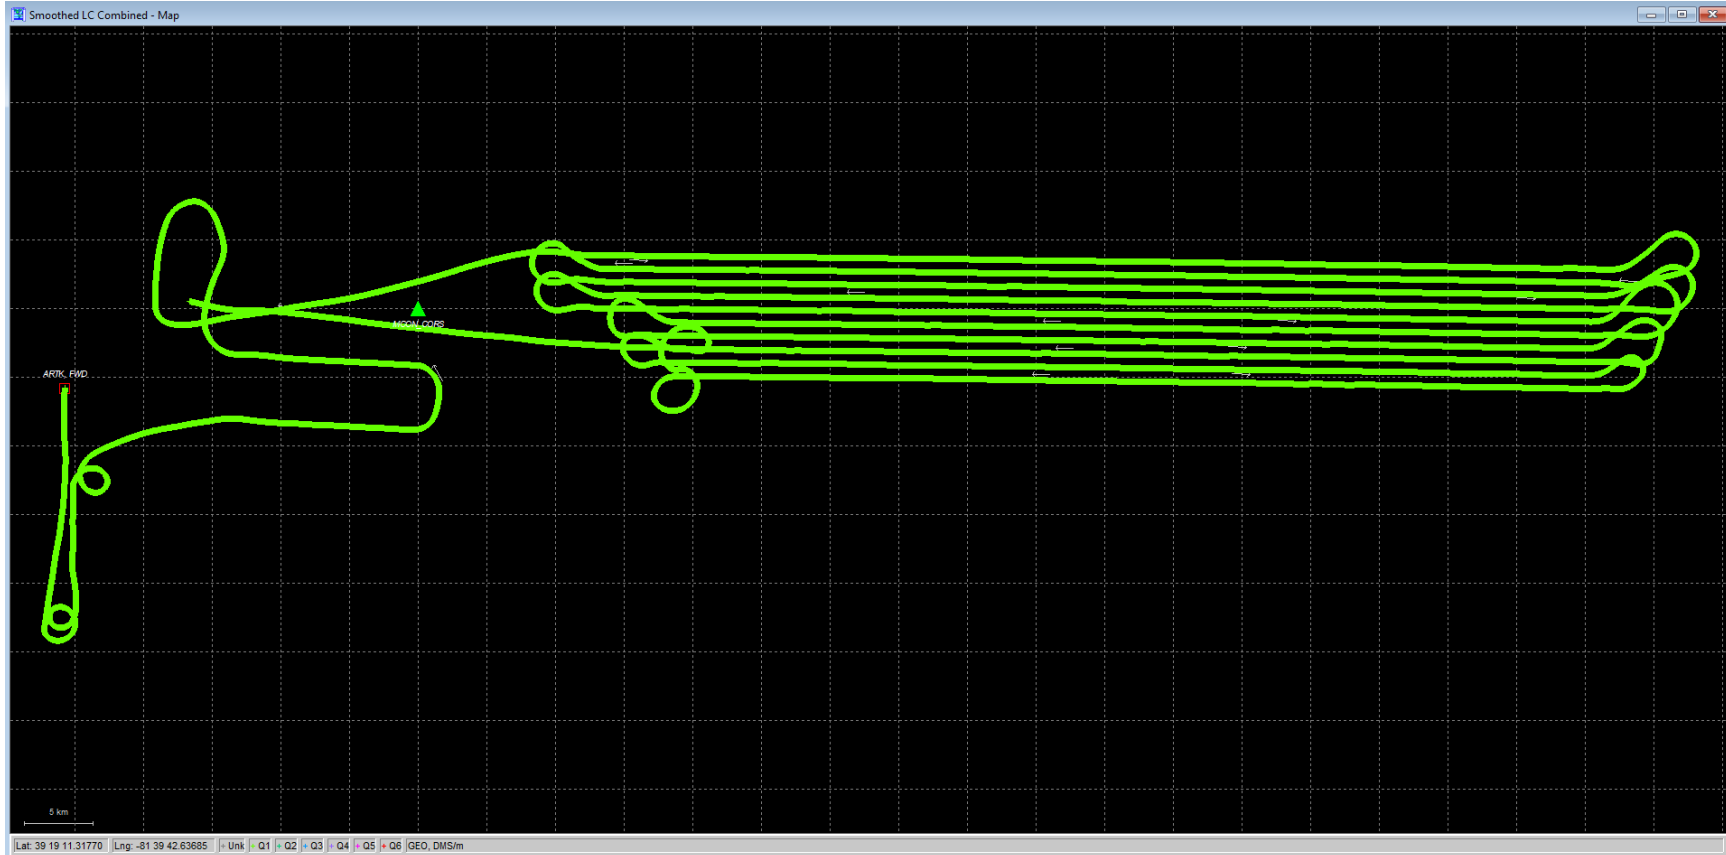 Smoothed LC Combined - Map
MOON_CORS
ARTK_FWD
5 km
Lat: 39 19 11.31770 Lng: -81 39 42.63685 + Unk + Q1 + Q2 + Q3 + Q4 + Q5 + Q6 GEO, DMS/m